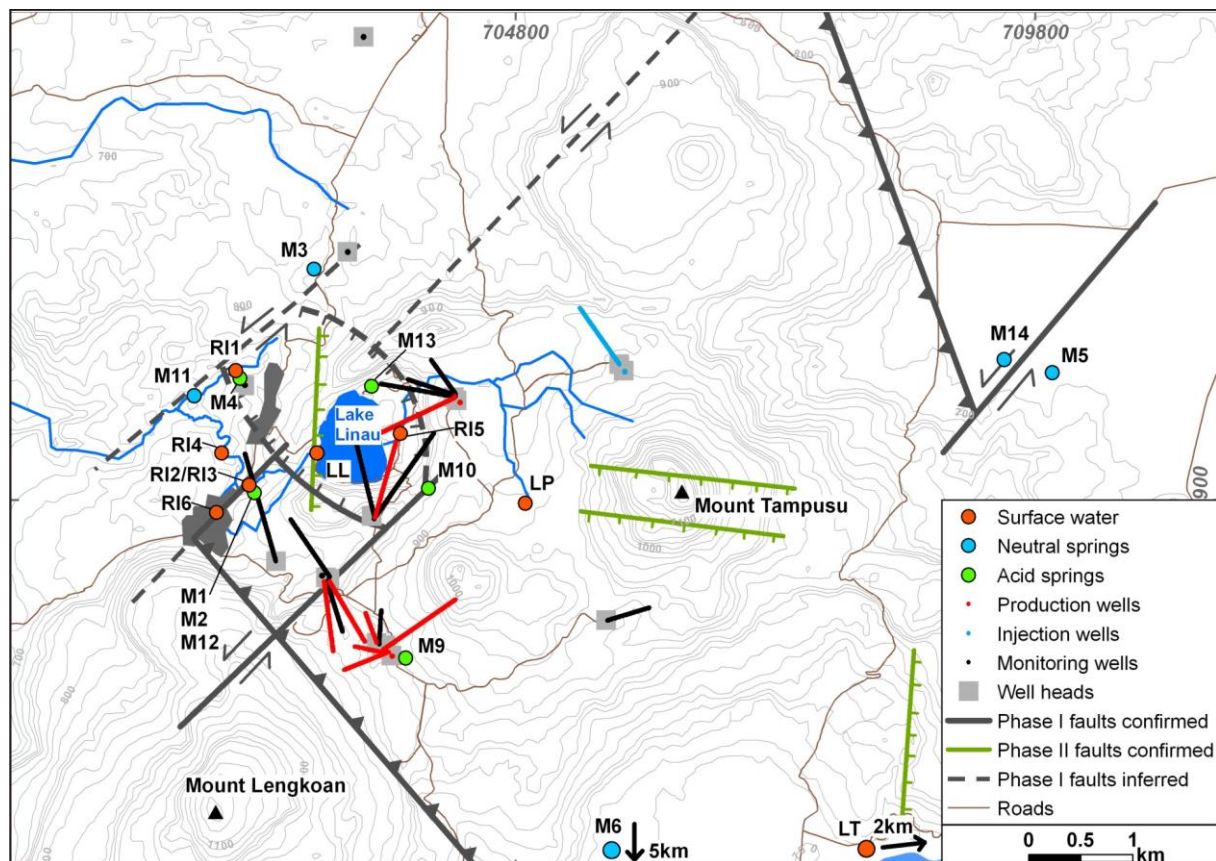 704800
709800
800
900
700
M3
M14
M5
800
900
RI1
M13
M11
M4
200
Lake
Linau
RI5
RI4
LL
M10
RI2/RI3
LP
900
RI6
Mount Tampusu
900
1000
1000
M1
M2
M12
M9
700
800
Mount Lengkoan
1100
M6
5km
LT
2km
Surface water
Neutral springs
Acid springs
Production wells
Injection wells
Monitoring wells
Well heads
Phase I faults confirmed
Phase II faults confirmed
Phase I faults inferred
Roads
0 0.5 1
km